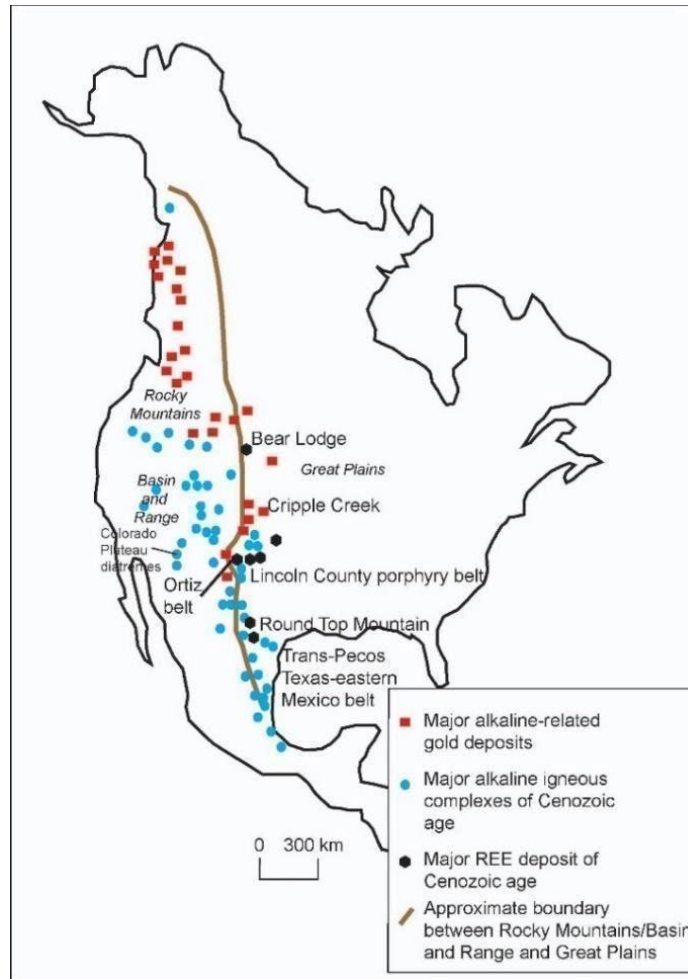 Rocky
Mountains
Bear Lodge
Great Plains
Basin
and
Range
Cripple Creek
Colorado
Plateau
diatremes
Ortiz
belt
Lincoln County porphyry belt
Round Top Mountain
Trans-Pecos
Texas-eastern
Mexico belt
0 300 km
Major alkaline-related
gold deposits
Major alkaline igneous
complexes of Cenozoic
age
Major REE deposit of
Cenozoic age
Approximate boundary
between Rocky Mountains/Basin
and Range and Great Plains